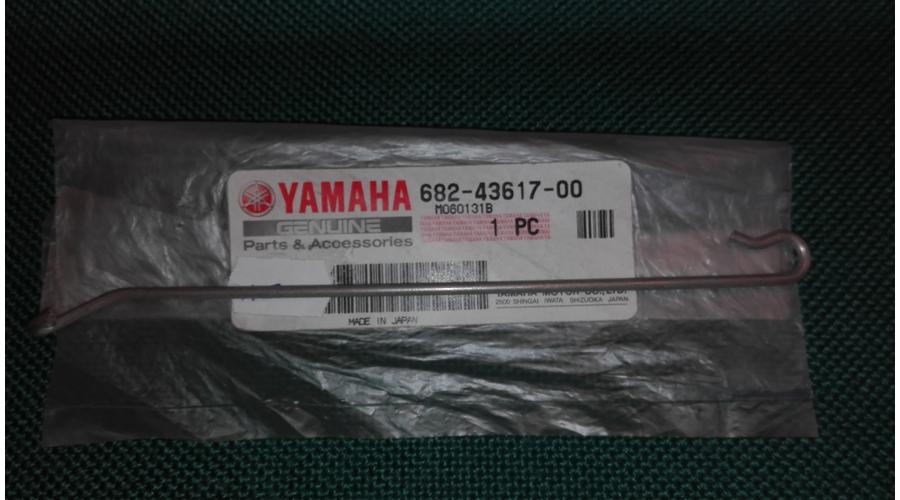 YAMAHA 682-43617-00
M060131B
GENUINE
1 PC
Parts & Accessories
YAMAHA MOTOR CO., LTD.
2500 SHINGAI IWATA SHIZUOKA JAPAN
MADE IN JAPAN